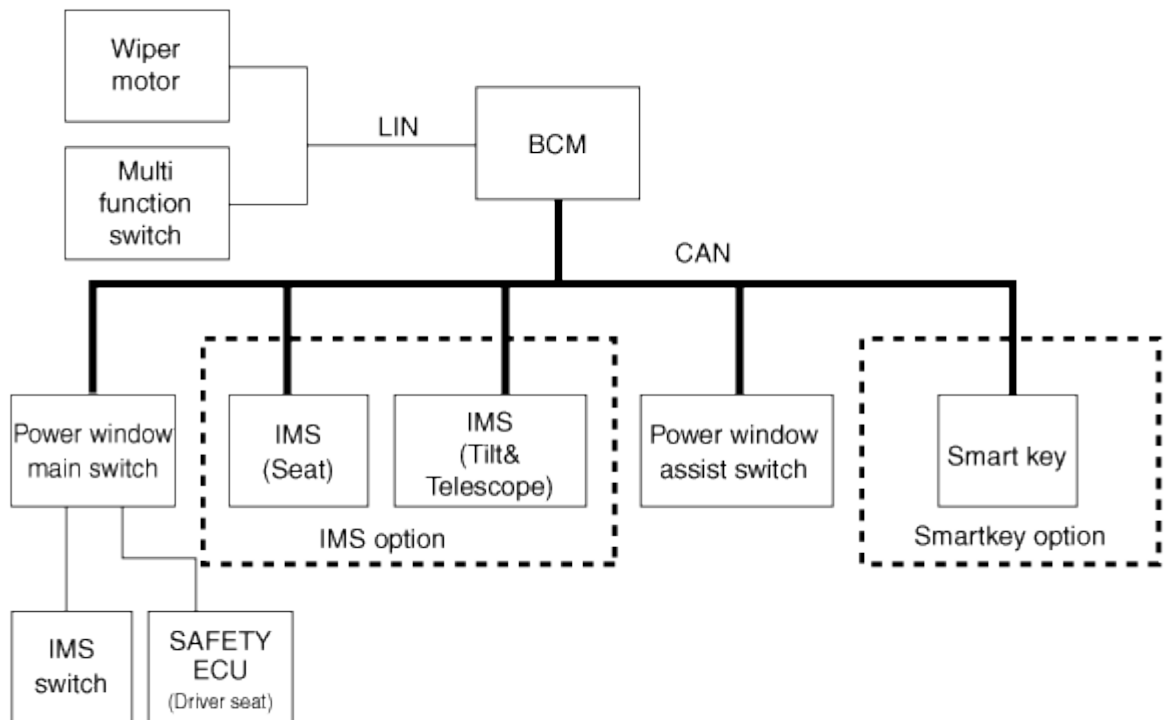 Wiper
motor
LIN
BCM
Multi
function
switch
CAN
Power window
main switch
IMS
(Seat)
IMS
(Tilt&
Telescope)
Power window
assist switch
Smart key
IMS option
Smartkey option
IMS
switch
SAFETY
ECU
(Driver seat)